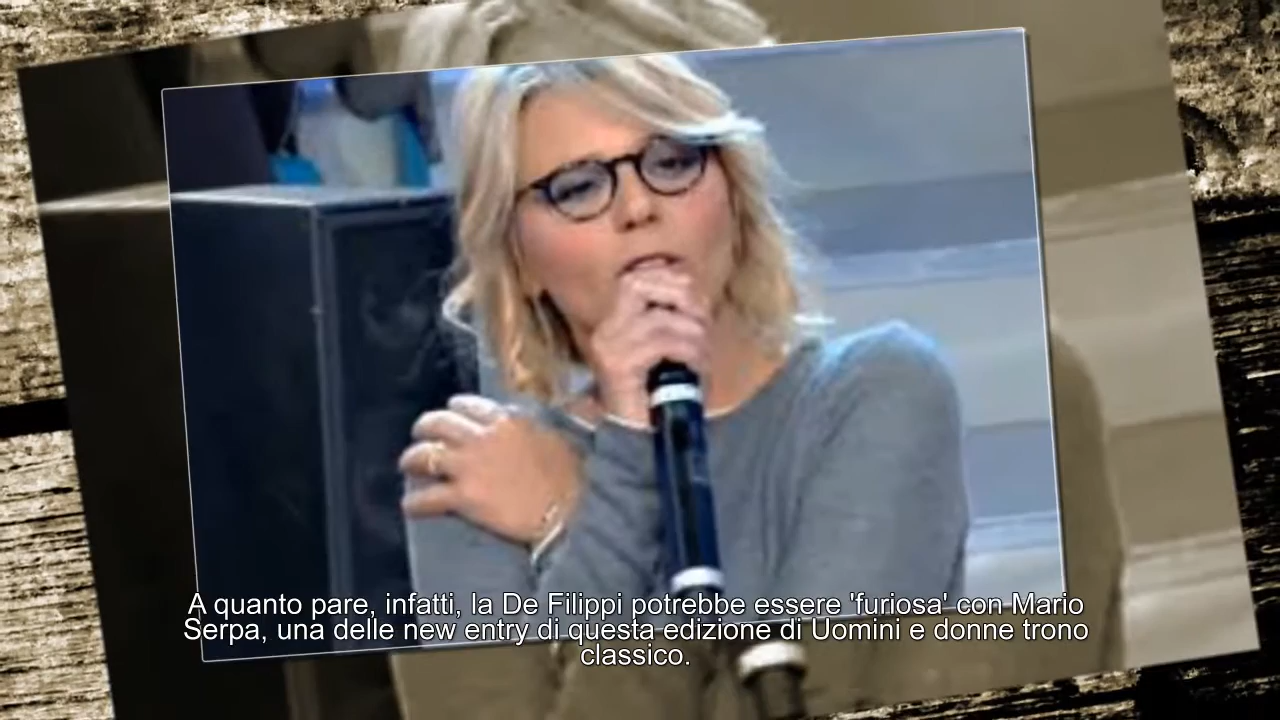 A quanto pare, infatti, la De Filippi potrebbe essere 'furiosa' con Mario
Serpa, una delle new entry di questa edizione di Uomini e donne trono
classico.